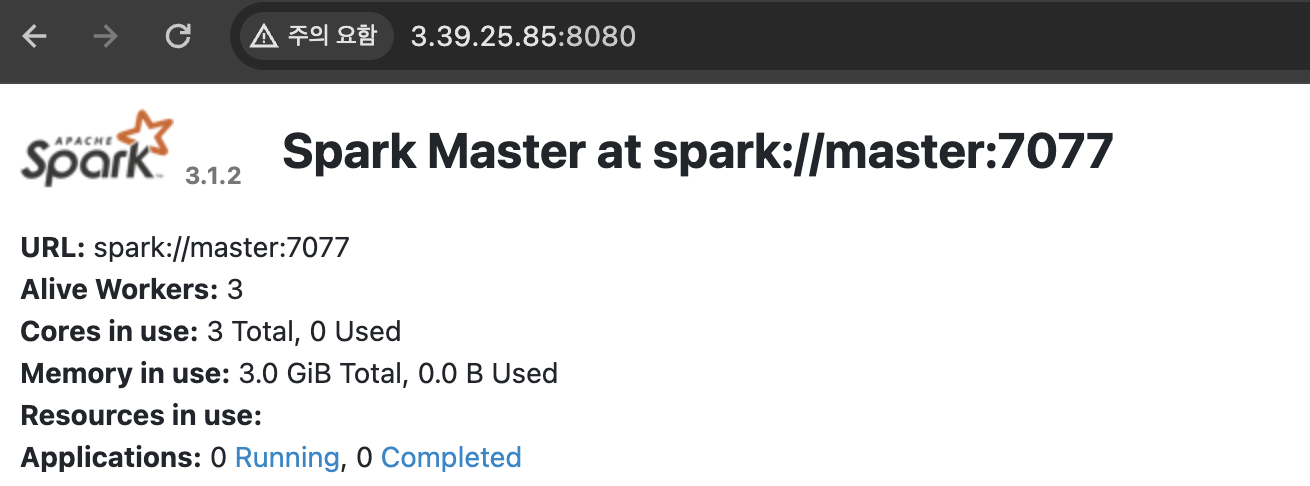 주의 요함 3.39.25.85:8080
APACHE
Spark™ 3.1.2 Spark Master at spark://master:7077
URL: spark://master:7077
Alive Workers: 3
Cores in use: 3 Total, 0 Used
Memory in use: 3.0 GiB Total, 0.0 B Used
Resources in use:
Applications: 0 Running, 0 Completed